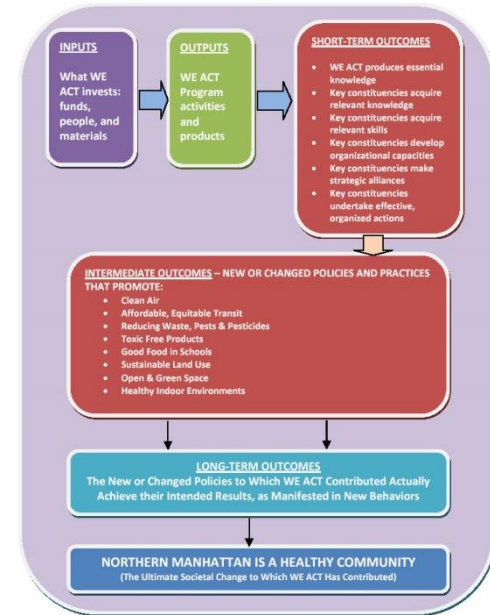 INPUTS
What WE
ACT invests:
funds,
people, and
materials
OUTPUTS
WE ACT
Program
activities
and
products
SHORT-TERM OUTCOMES
• WE ACT produces essential
knowledge
• Key constituencies acquire
relevant knowledge
• Key constituencies acquire
relevant skills
• Key constituencies develop
organizational capacities
• Key constituencies make
strategic alliances
• Key constituencies
undertake effective,
organized actions
INTERMEDIATE OUTCOMES – NEW OR CHANGED POLICIES AND PRACTICES
THAT PROMOTE:
• Clean Air
• Affordable, Equitable Transit
• Reducing Waste, Pests & Pesticides
• Toxic Free Products
• Good Food in Schools
• Sustainable Land Use
• Open & Green Space
• Healthy Indoor Environments
LONG-TERM OUTCOMES
The New or Changed Policies to Which WE ACT Contributed Actually
Achieve their Intended Results, as Manifested in New Behaviors
NORTHERN MANHATTAN IS A HEALTHY COMMUNITY
(The Ultimate Societal Change to Which WE ACT Has Contributed)